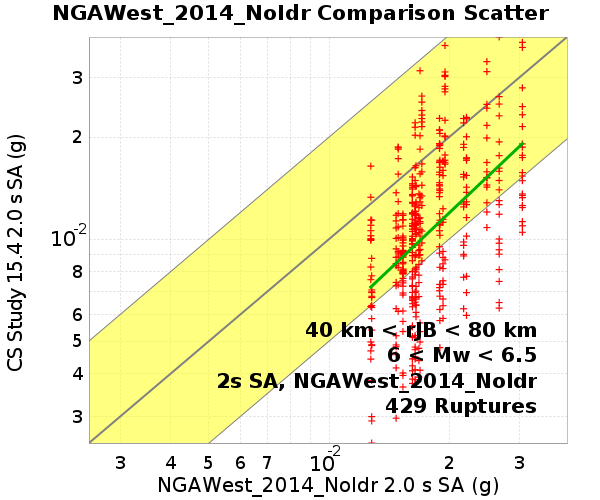 NGAWest_2014_NoIdr Comparison Scatter
CS Study 15.4 2.0 s SA (g)
3
2
10-2
8
6
5
4
3
40 km < rJB < 80 km
6 < Mw < 6.5
2s SA, NGAWest_2014_NoIdr
429 Ruptures
3 4 5 6 7 10-2 2 3
NGAWest_2014_NoIdr 2.0 s SA (g)